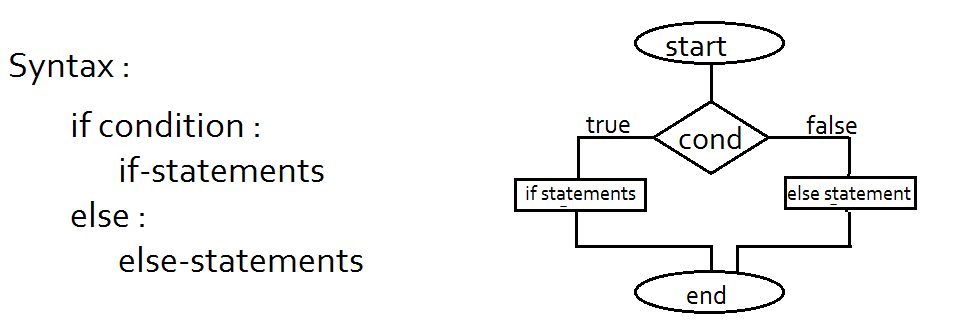 Syntax :
if condition :
if-statements
else :
else-statements
start
true
false
cond
if statements
else statement
end